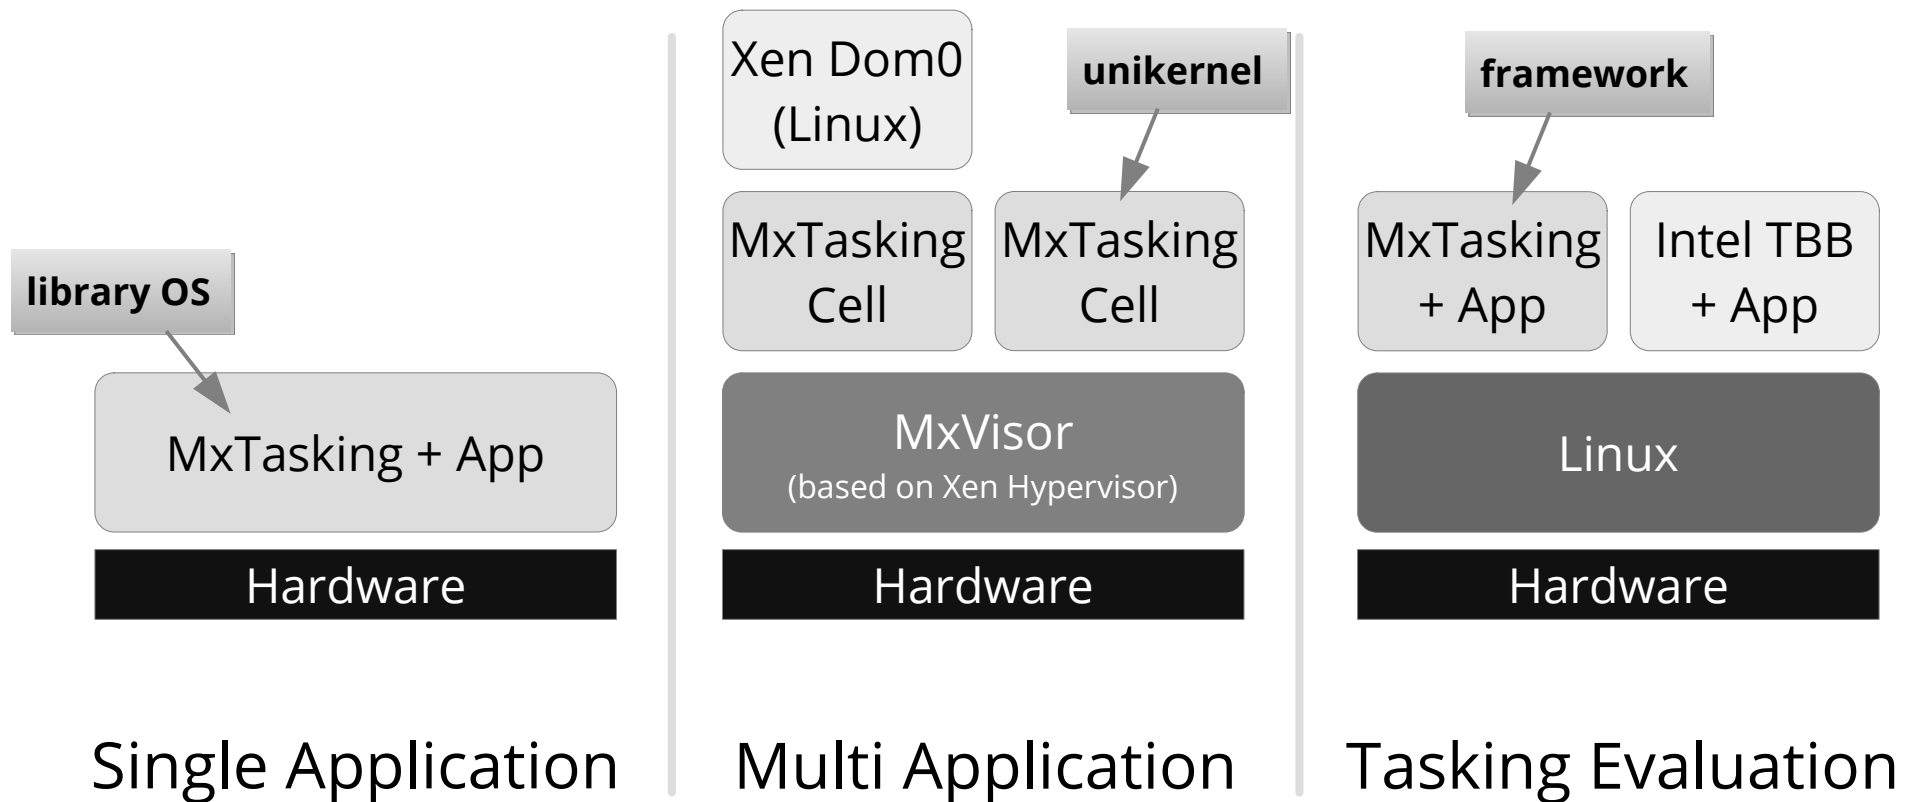 library OS
MxTasking + App
Hardware
Single Application
Xen Dom0
(Linux)
unikernel
MxTasking
Cell
MxTasking
Cell
MxVisor
(based on Xen Hypervisor)
Hardware
Multi Application
framework
MxTasking
+ App
Intel TBB
+ App
Linux
Hardware
Tasking Evaluation